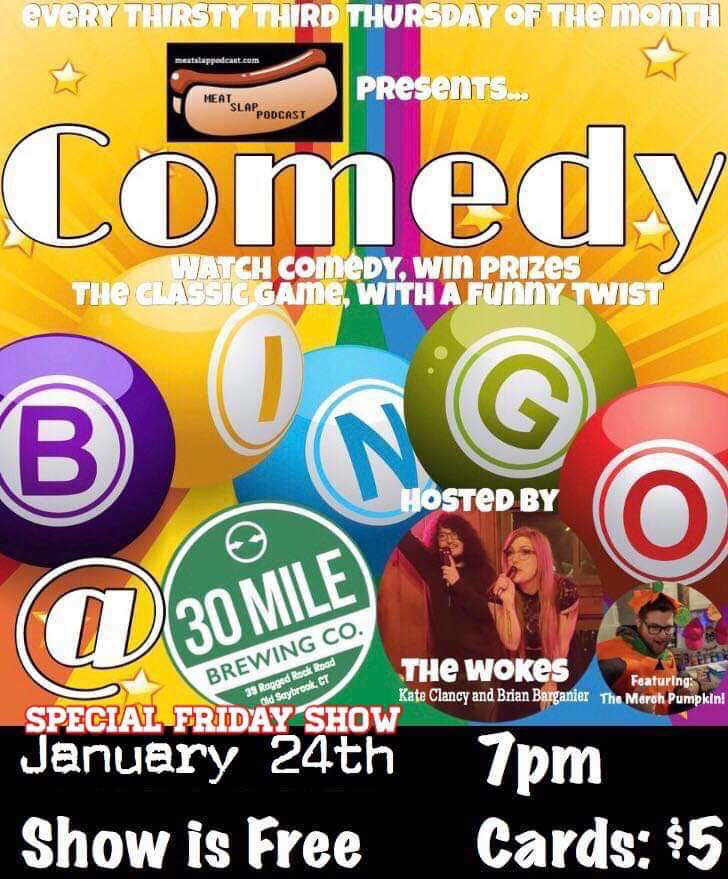 every THIRSTY THIRD THURSDAY OF THE month
meatslappodcast.com
MEAT
SLAP
PODCAST
PRESENTS...
Comedy
WATCH COMEDY, WIN PRIZES
THE CLASSIC GAME, WITH A FUNNY TWIST
B I N G O
HOSTED BY
@
30 MILE
BREWING CO.
39 Ragged Rock Road
Old Saybrook, CT
THE WOKES
Kate Clancy and Brian Barganier
Featuring:
The Merch Pumpkin!
SPECIAL FRIDAY SHOW
January 24th
7pm
Show is Free
Cards: $5